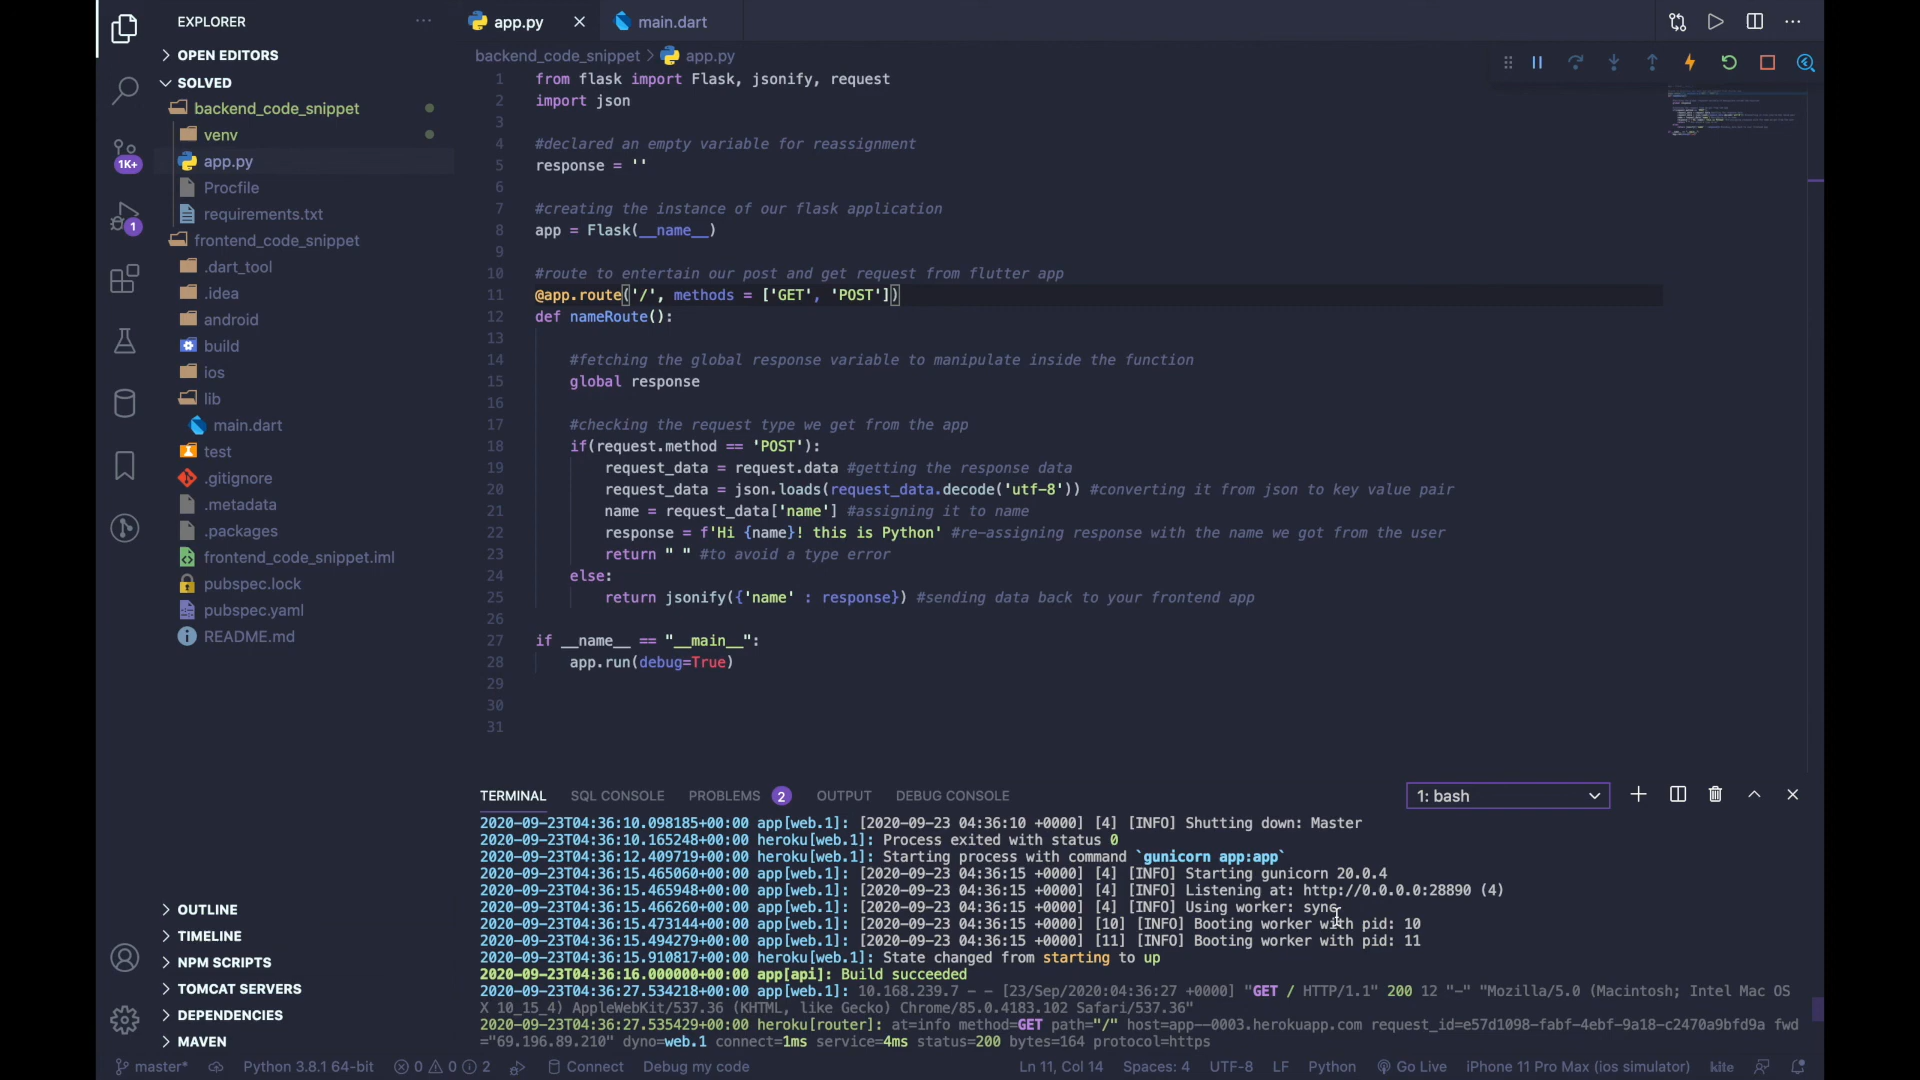 EXPLORER
OPEN EDITORS
SOLVED
backend_code_snippet
venv
app.py
Procfile
requirements.txt
frontend_code_snippet
.dart_tool
.idea
android
build
ios
lib
main.dart
test
.gitignore
.metadata
.packages
frontend_code_snippet.iml
pubspec.lock
pubspec.yaml
README.md
OUTLINE
TIMELINE
NPM SCRIPTS
TOMCAT SERVERS
DEPENDENCIES
MAVEN
1K+
1
app.py
main.dart
backend_code_snippet > app.py
1 from flask import Flask, jsonify, request
2 import json
3
4 #declared an empty variable for reassignment
5 response = ''
6
7 #creating the instance of our flask application
8 app = Flask(__name__)
9
10 #route to entertain our post and get request from flutter app
11 @app.route('/', methods = ['GET', 'POST'])
12 def nameRoute():
13
14 #fetching the global response variable to manipulate inside the function
15 global response
16
17 #checking the request type we get from the app
18 if(request.method == 'POST'):
19 request_data = request.data #getting the response data
20 request_data = json.loads(request_data.decode('utf-8')) #converting it from json to key value pair
21 name = request_data['name'] #assigning it to name
22 response = f'Hi {name}! this is Python' #re-assigning response with the name we got from the user
23 return " " #to avoid a type error
24 else:
25 return jsonify({'name' : response}) #sending data back to your frontend app
26
27 if __name__ == "__main__":
28 app.run(debug=True)
29
30
31
TERMINAL SQL CONSOLE PROBLEMS 2 OUTPUT DEBUG CONSOLE 1: bash
2020-09-23T04:36:10.098185+00:00 app[web.1]: [2020-09-23 04:36:10 +0000] [4] [INFO] Shutting down: Master
2020-09-23T04:36:10.165248+00:00 heroku[web.1]: Process exited with status 0
2020-09-23T04:36:12.409719+00:00 heroku[web.1]: Starting process with command `gunicorn app:app`
2020-09-23T04:36:15.465060+00:00 app[web.1]: [2020-09-23 04:36:15 +0000] [4] [INFO] Starting gunicorn 20.0.4
2020-09-23T04:36:15.465948+00:00 app[web.1]: [2020-09-23 04:36:15 +0000] [4] [INFO] Listening at: http://0.0.0.0:28890 (4)
2020-09-23T04:36:15.466260+00:00 app[web.1]: [2020-09-23 04:36:15 +0000] [4] [INFO] Using worker: sync
2020-09-23T04:36:15.473144+00:00 app[web.1]: [2020-09-23 04:36:15 +0000] [10] [INFO] Booting worker with pid: 10
2020-09-23T04:36:15.494279+00:00 app[web.1]: [2020-09-23 04:36:15 +0000] [11] [INFO] Booting worker with pid: 11
2020-09-23T04:36:15.910817+00:00 heroku[web.1]: State changed from starting to up
2020-09-23T04:36:16.000000+00:00 app[api]: Build succeeded
2020-09-23T04:36:27.534218+00:00 app[web.1]: 10.168.239.7 - - [23/Sep/2020:04:36:27 +0000] "GET / HTTP/1.1" 200 12 "-" "Mozilla/5.0 (Macintosh; Intel Mac OS
X 10_15_4) AppleWebKit/537.36 (KHTML, like Gecko) Chrome/85.0.4183.102 Safari/537.36"
2020-09-23T04:36:27.535429+00:00 heroku[router]: at=info method=GET path="/" host=app--0003.herokuapp.com request_id=e57d1098-fabf-4ebf-9a18-c2470a9bfd9a fwd
="69.196.89.210" dyno=web.1 connect=1ms service=4ms status=200 bytes=164 protocol=https
master* Python 3.8.1 64-bit 0 0 2 Connect Debug my code Ln 11, Col 14 Spaces: 4 UTF-8 LF Python Go Live iPhone 11 Pro Max (ios simulator) kite